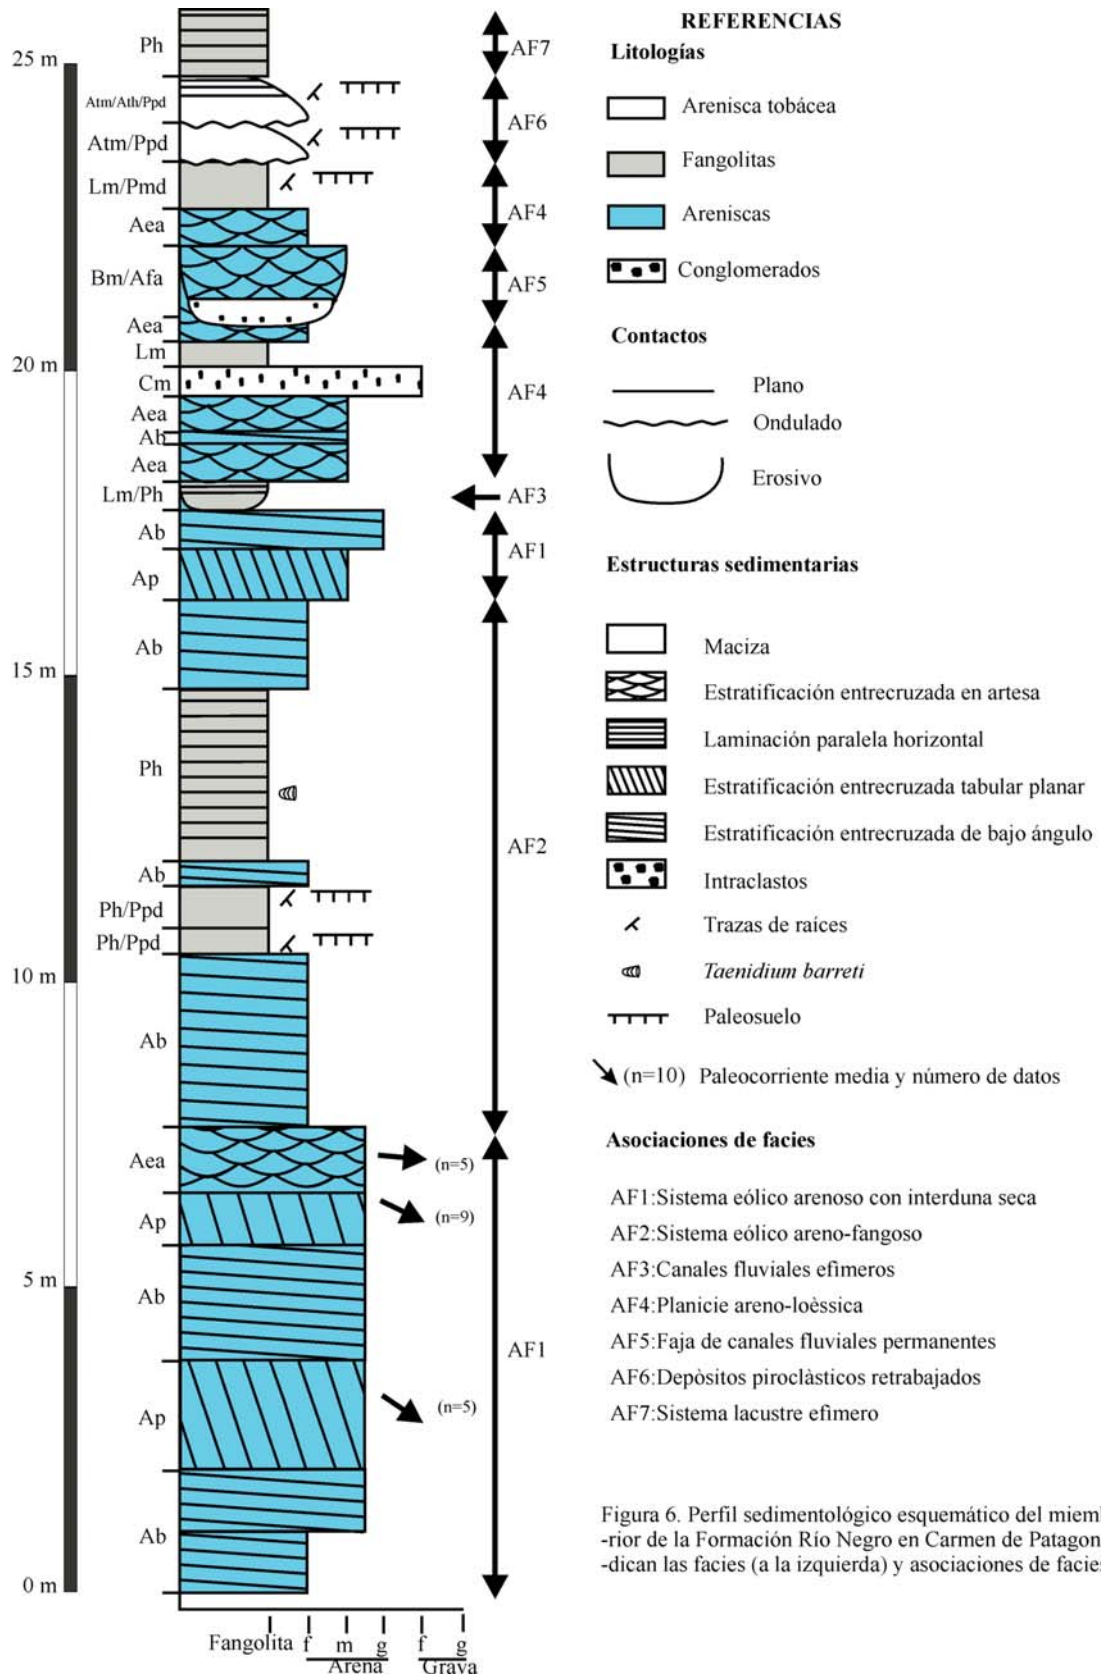 25 m
20 m
15 m
10 m
5 m
0 m
Ph
Atm/Ath/Ppd
Atm/Ppd
Lm/Pmd
Aea
Bm/Afa
Aea
Lm
Cm
Aea
Ab
Aea
Lm/Ph
Ab
Ap
Ab
Ph
Ab
Ph/Ppd
Ph/Ppd
Ab
Aea
Ap
Ab
Ap
Ab
(n=5)
(n=9)
(n=5)
AF7
AF6
AF4
AF5
AF4
AF3
AF1
AF2
AF1
Fangolita f m g f g
Arena Grava
REFERENCIAS
Litologías
Arenisca tobácea
Fangolitas
Areniscas
Conglomerados
Contactos
Plano
Ondulado
Erosivo
Estructuras sedimentarias
Maciza
Estratificación entrecruzada en artesa
Laminación paralela horizontal
Estratificación entrecruzada tabular planar
Estratificación entrecruzada de bajo ángulo
Intraclastos
Trazas de raíces
Taenidium barreti
Paleosuelo
(n=10) Paleocorriente media y número de datos
Asociaciones de facies
AF1:Sistema eólico arenoso con interduna seca
AF2:Sistema eólico areno-fangoso
AF3:Canales fluviales efìmeros
AF4:Planicie areno-loèssica
AF5:Faja de canales fluviales permanentes
AF6:Depòsitos piroclàsticos retrabajados
AF7:Sistema lacustre efìmero
Figura 6. Perfil sedimentológico esquemático del miem
-rior de la Formación Río Negro en Carmen de Patagon
-dican las facies (a la izquierda) y asociaciones de facie